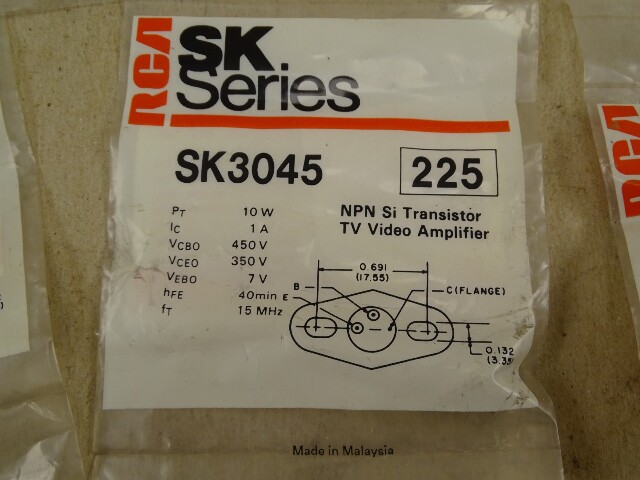 RCA
SK
Series
SK3045
225
PT 10 W
IC 1 A
VCBO 450 V
VCEO 350 V
VEBO 7 V
hFE 40min
fT 15 MHz
NPN Si Transistor
TV Video Amplifier
0.691
(17.55)
B
E
C(FLANGE)
0.132
Made in Malaysia
RCA